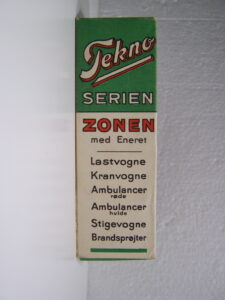 Tekno
SERIEN
ZONEN
med Eneret
Lastvogne
Kranvogne
Ambulancer
røde
Ambulancer
hvide
Stigevogne
Brandsprøjter